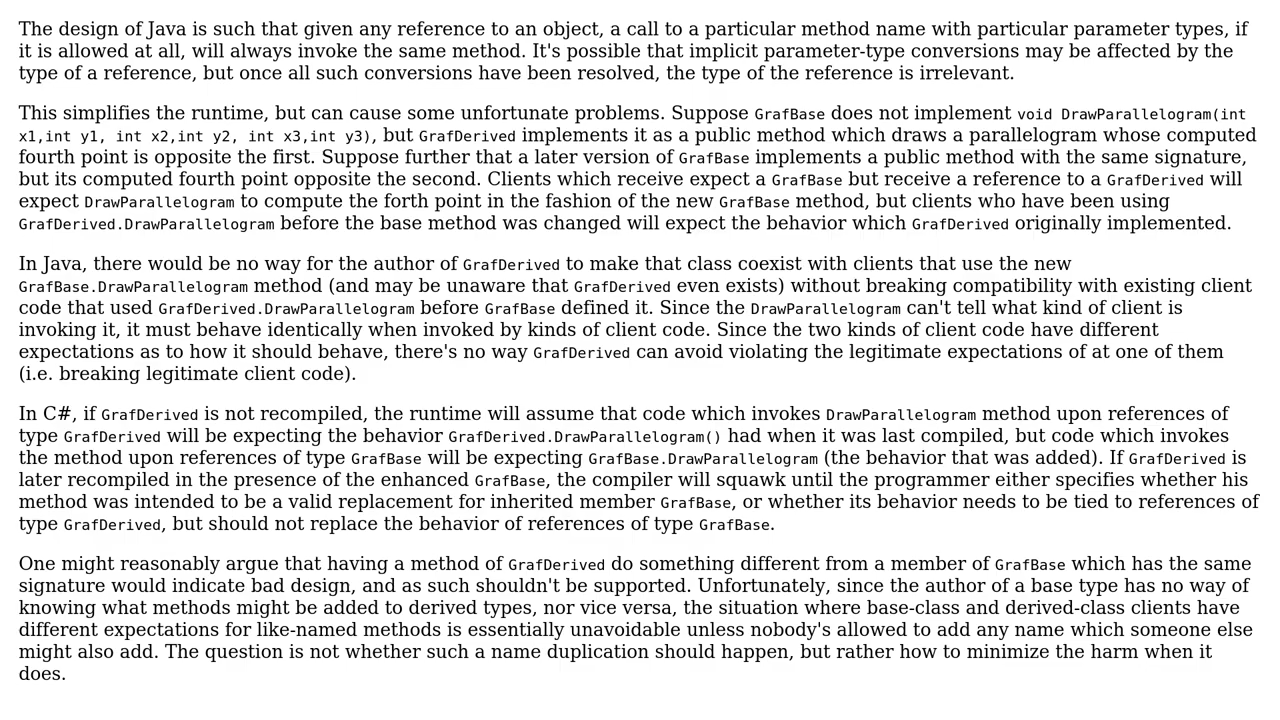 The design of Java is such that given any reference to an object, a call to a particular method name with particular parameter types, if
it is allowed at all, will always invoke the same method. It's possible that implicit parameter-type conversions may be affected by the
type of a reference, but once all such conversions have been resolved, the type of the reference is irrelevant.
This simplifies the runtime, but can cause some unfortunate problems. Suppose GrafBase does not implement void DrawParallelogram(int
x1,int y1, int x2,int y2, int x3,int y3), but GrafDerived implements it as a public method which draws a parallelogram whose computed
fourth point is opposite the first. Suppose further that a later version of GrafBase implements a public method with the same signature,
but its computed fourth point opposite the second. Clients which receive expect a GrafBase but receive a reference to a GrafDerived will
expect DrawParallelogram to compute the forth point in the fashion of the new GrafBase method, but clients who have been using
GrafDerived.DrawParallelogram before the base method was changed will expect the behavior which GrafDerived originally implemented.
In Java, there would be no way for the author of GrafDerived to make that class coexist with clients that use the new
GrafBase.DrawParallelogram method (and may be unaware that GrafDerived even exists) without breaking compatibility with existing client
code that used GrafDerived.DrawParallelogram before GrafBase defined it. Since the DrawParallelogram can't tell what kind of client is
invoking it, it must behave identically when invoked by kinds of client code. Since the two kinds of client code have different
expectations as to how it should behave, there's no way GrafDerived can avoid violating the legitimate expectations of at one of them
(i.e. breaking legitimate client code).
In C#, if GrafDerived is not recompiled, the runtime will assume that code which invokes DrawParallelogram method upon references of
type GrafDerived will be expecting the behavior GrafDerived.DrawParallelogram() had when it was last compiled, but code which invokes
the method upon references of type GrafBase will be expecting GrafBase.DrawParallelogram (the behavior that was added). If GrafDerived is
later recompiled in the presence of the enhanced GrafBase, the compiler will squawk until the programmer either specifies whether his
method was intended to be a valid replacement for inherited member GrafBase, or whether its behavior needs to be tied to references of
type GrafDerived, but should not replace the behavior of references of type GrafBase.
One might reasonably argue that having a method of GrafDerived do something different from a member of GrafBase which has the same
signature would indicate bad design, and as such shouldn't be supported. Unfortunately, since the author of a base type has no way of
knowing what methods might be added to derived types, nor vice versa, the situation where base-class and derived-class clients have
different expectations for like-named methods is essentially unavoidable unless nobody's allowed to add any name which someone else
might also add. The question is not whether such a name duplication should happen, but rather how to minimize the harm when it
does.